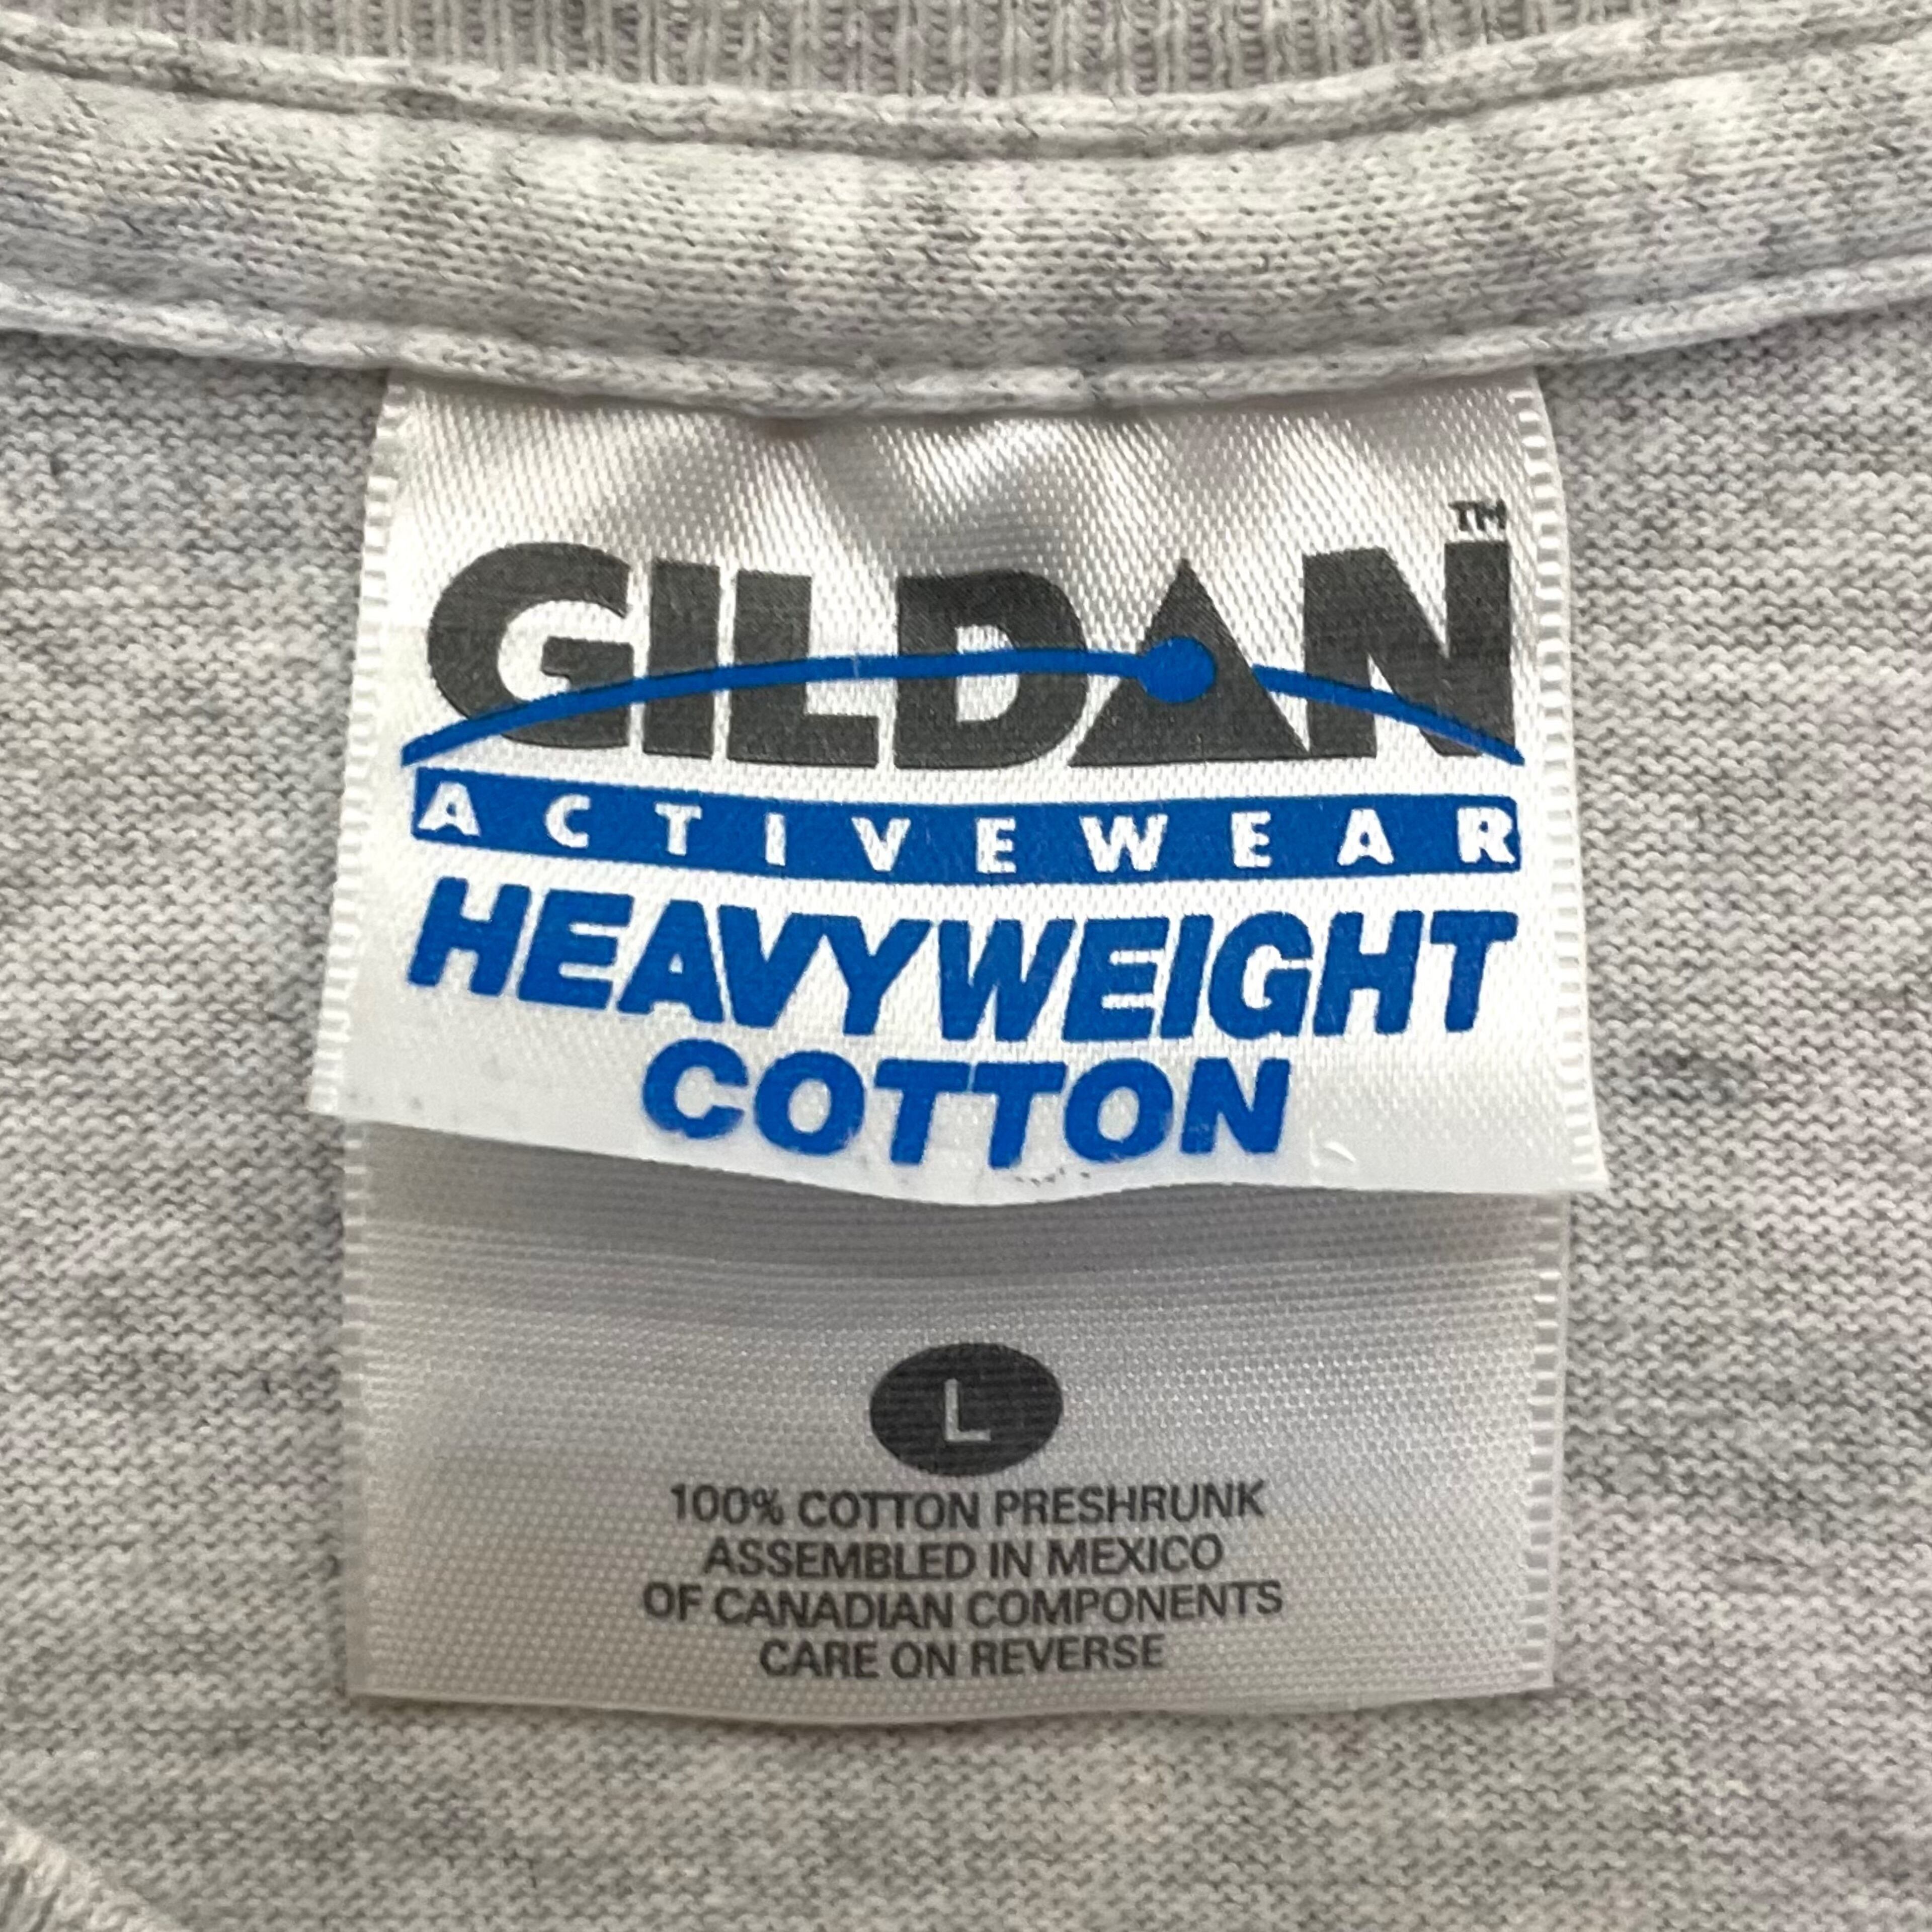 GILDAN™
ACTIVEWEAR
HEAVYWEIGHT
COTTON
L
100% COTTON PRESHRUNK
ASSEMBLED IN MEXICO
OF CANADIAN COMPONENTS
CARE ON REVERSE